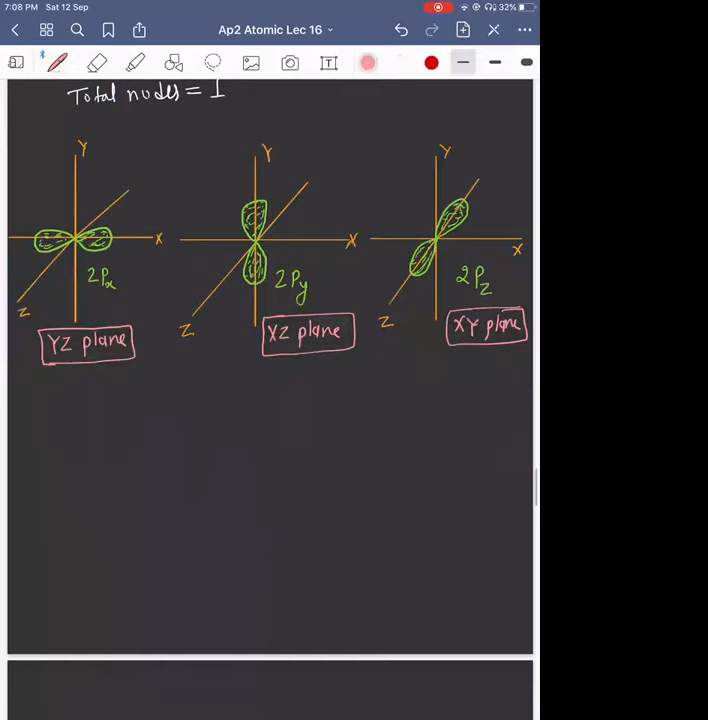 7:08 PM Sat 12 Sep 32%
Ap2 Atomic Lec 16
T
Total nodes = 1
Y Y Y
X X X
2Px 2Py 2Pz
Z Z Z
YZ plane XZ plane XY plane